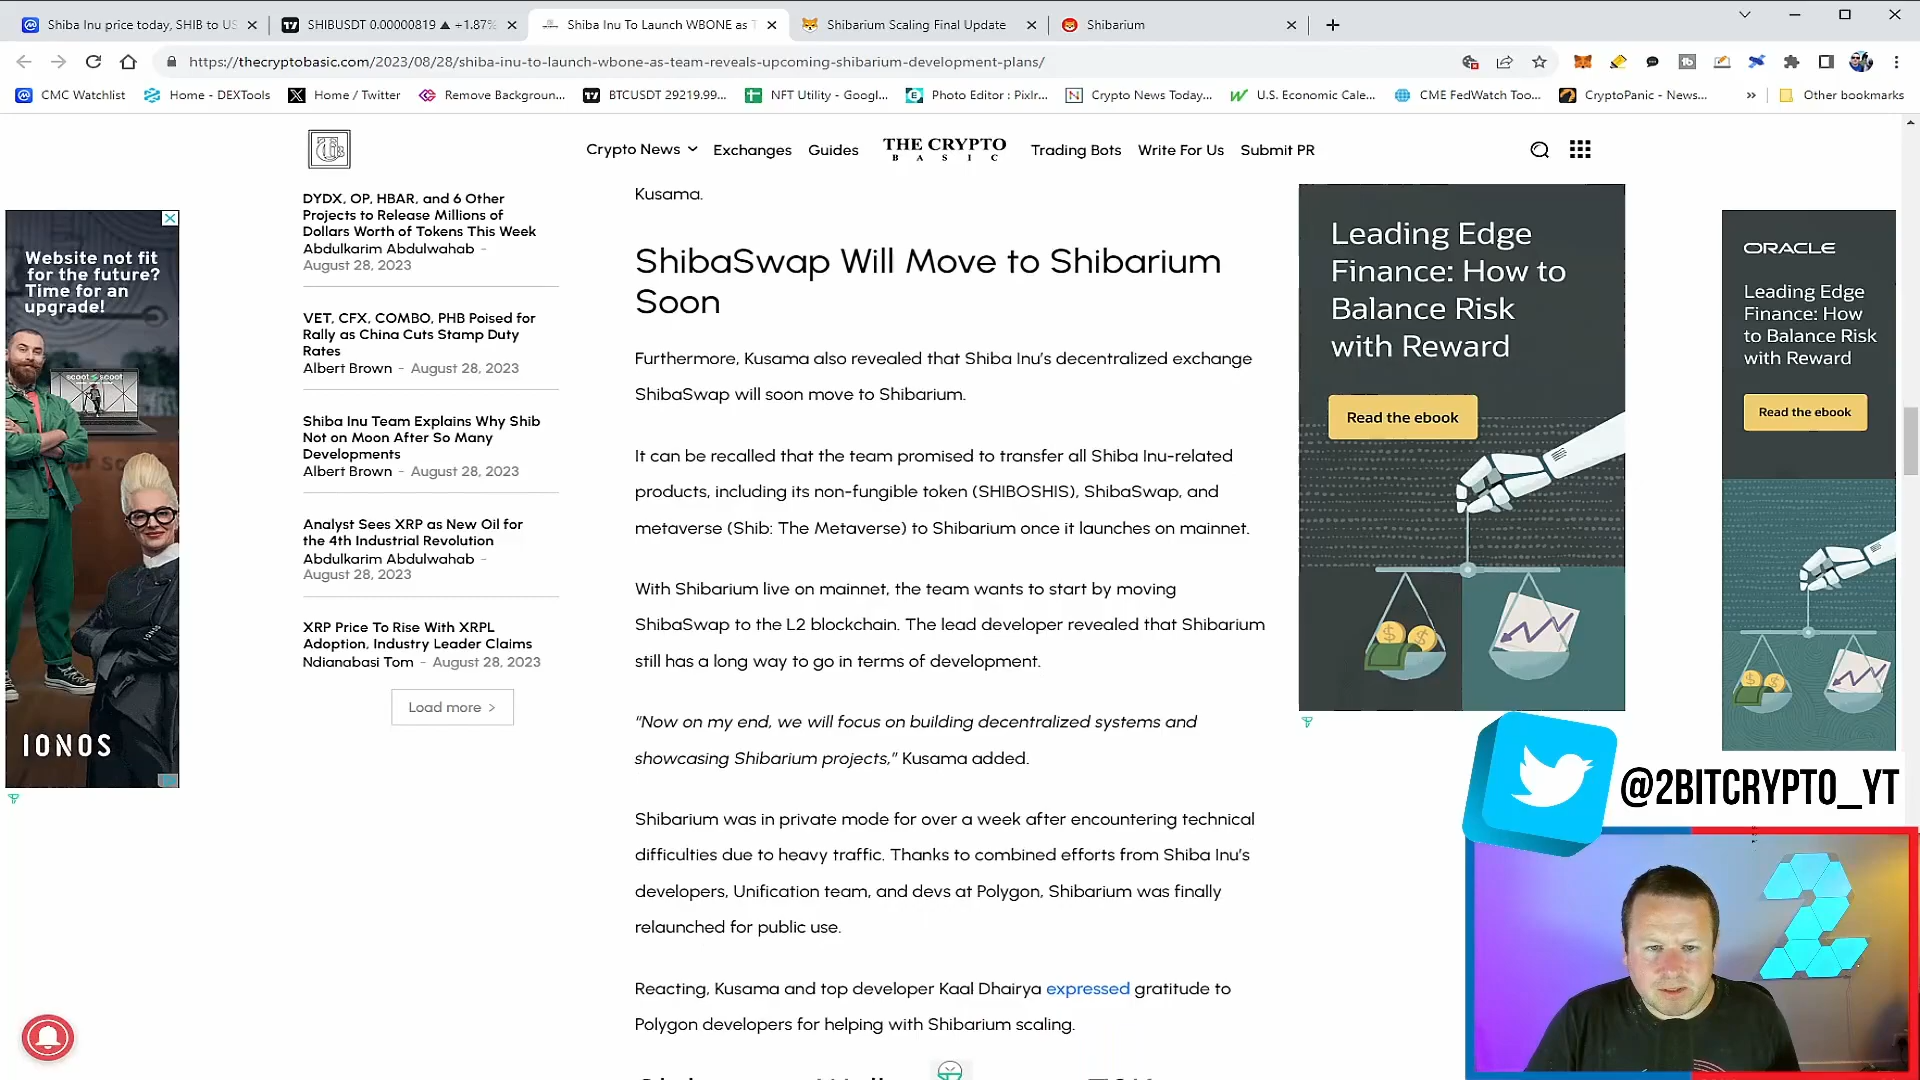 Shiba Inu price today, SHIB to US
SHIBUSDT 0.00000819 ▲ +1.87%
Shiba Inu To Launch WBONE as T
Shibarium Scaling Final Update
Shibarium
https://thecryptobasic.com/2023/08/28/shiba-inu-to-launch-wbone-as-team-reveals-upcoming-shibarium-development-plans/
CMC Watchlist
Home - DEXTools
Home / Twitter
Remove Backgroun...
BTCUSDT 29219.99...
NFT Utility - Googl...
Photo Editor : Pixlr...
Crypto News Today...
U.S. Economic Cale...
CME FedWatch Too...
CryptoPanic - News...
»
Other bookmarks
Crypto News
Exchanges
Guides
THE CRYPTO
BASIC
Trading Bots
Write For Us
Submit PR
DYDX, OP, HBAR, and 6 Other
Projects to Release Millions of
Dollars Worth of Tokens This Week
Abdulkarim Abdulwahab -
August 28, 2023
VET, CFX, COMBO, PHB Poised for
Rally as China Cuts Stamp Duty
Rates
Albert Brown - August 28, 2023
Shiba Inu Team Explains Why Shib
Not on Moon After So Many
Developments
Albert Brown - August 28, 2023
Analyst Sees XRP as New Oil for
the 4th Industrial Revolution
Abdulkarim Abdulwahab -
August 28, 2023
XRP Price To Rise With XRPL
Adoption, Industry Leader Claims
Ndianabasi Tom - August 28, 2023
Load more >
Website not fit
for the future?
Time for an
upgrade!
scoot scoot
IONOS
IONOS
Kusama.
ShibaSwap Will Move to Shibarium
Soon
Furthermore, Kusama also revealed that Shiba Inu's decentralized exchange
ShibaSwap will soon move to Shibarium.
It can be recalled that the team promised to transfer all Shiba Inu-related
products, including its non-fungible token (SHIBOSHIS), ShibaSwap, and
metaverse (Shib: The Metaverse) to Shibarium once it launches on mainnet.
With Shibarium live on mainnet, the team wants to start by moving
ShibaSwap to the L2 blockchain. The lead developer revealed that Shibarium
still has a long way to go in terms of development.
“Now on my end, we will focus on building decentralized systems and
showcasing Shibarium projects,” Kusama added.
Shibarium was in private mode for over a week after encountering technical
difficulties due to heavy traffic. Thanks to combined efforts from Shiba Inu's
developers, Unification team, and devs at Polygon, Shibarium was finally
relaunched for public use.
Reacting, Kusama and top developer Kaal Dhairya expressed gratitude to
Polygon developers for helping with Shibarium scaling.
Leading Edge
Finance: How to
Balance Risk
with Reward
Read the ebook
ORACLE
Leading Edge
Finance: How
to Balance Risk
with Reward
Read the ebook
@2BITCRYPTO_YT